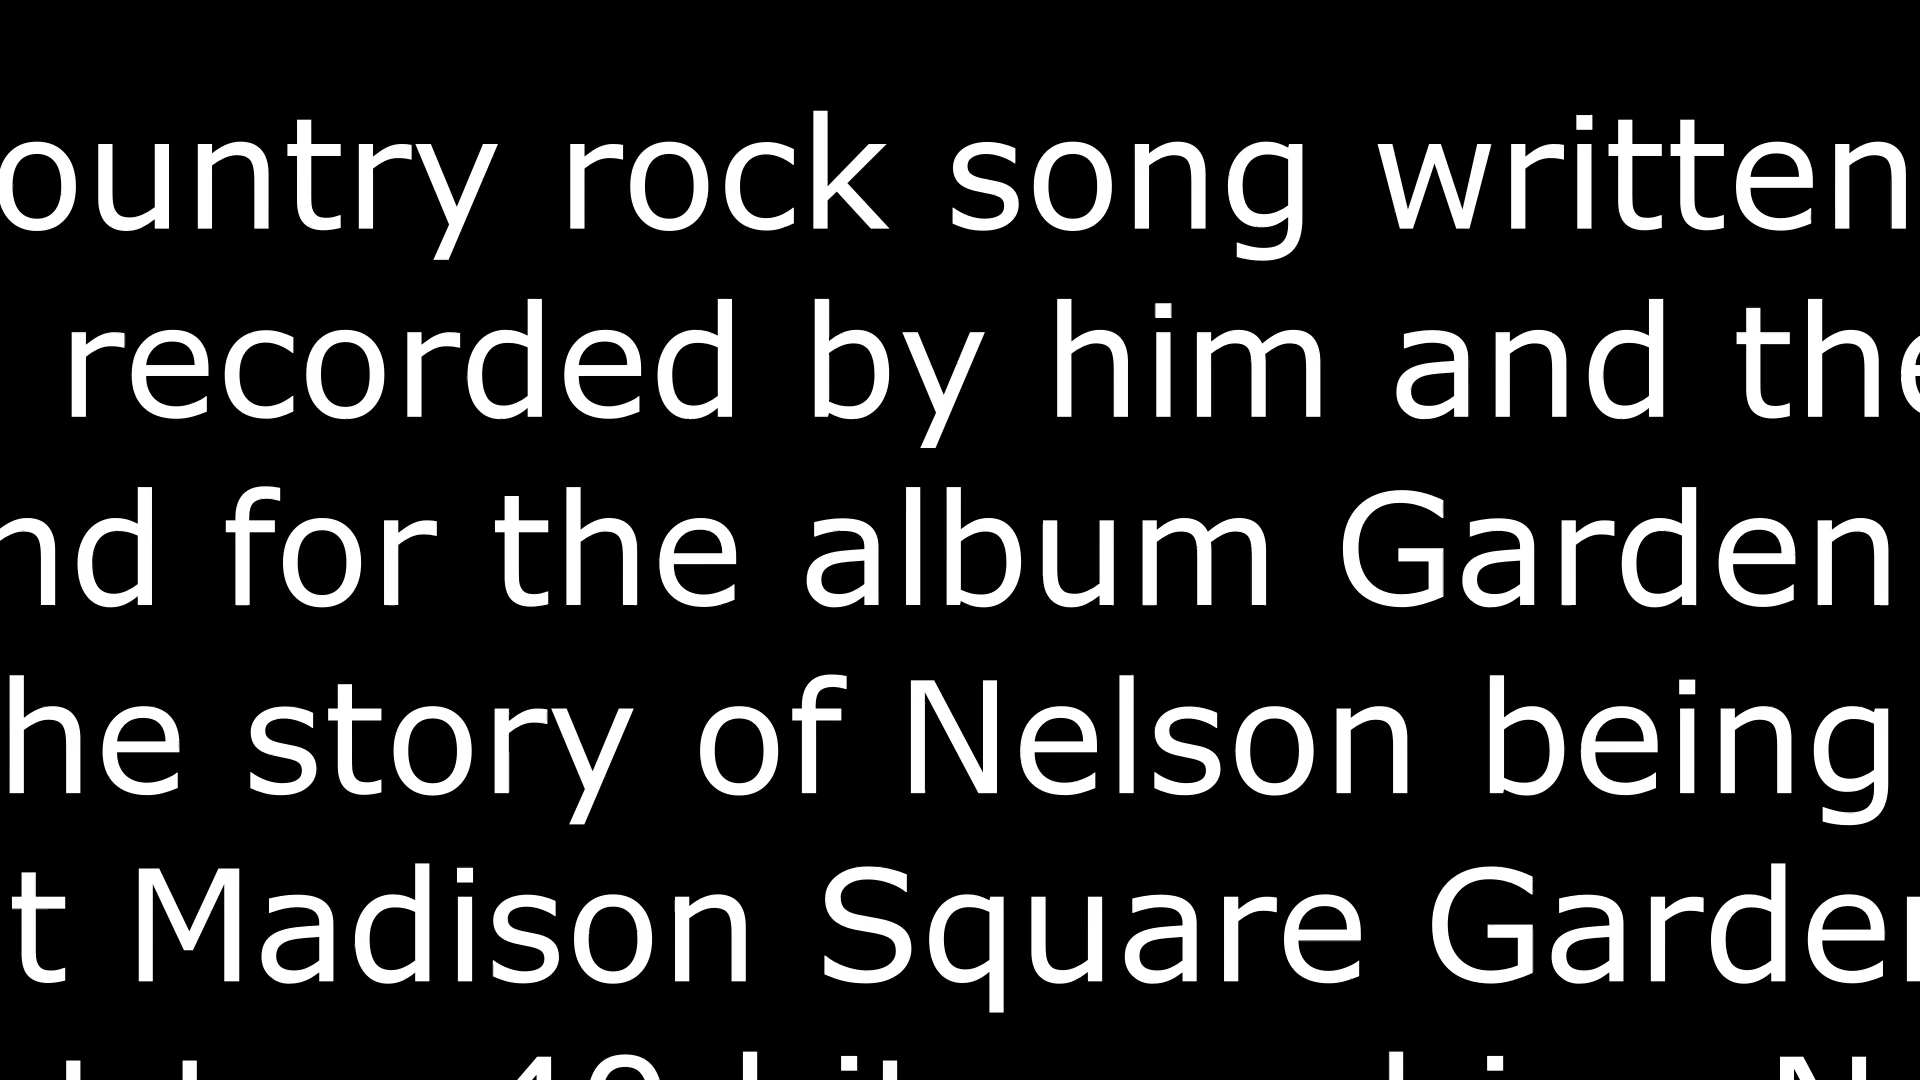 ountry rock song written
recorded by him and the
nd for the album Garden
he story of Nelson being
t Madison Square Garden